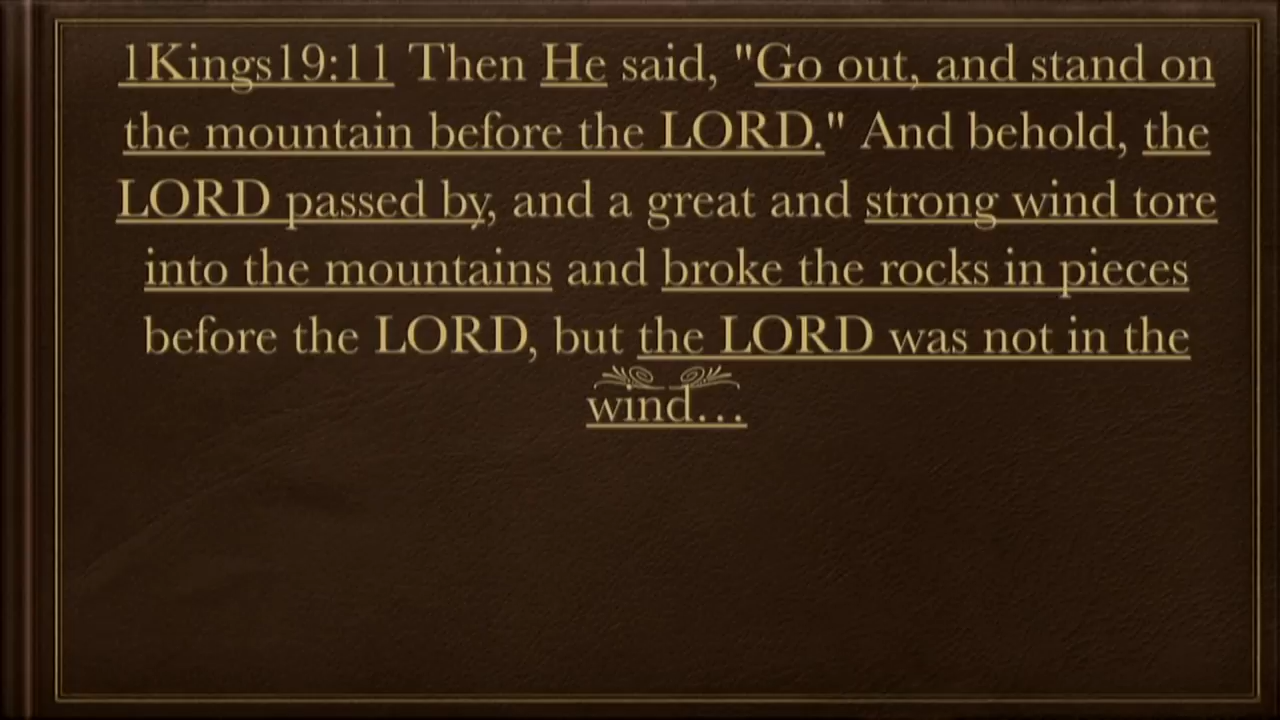 1Kings19:11 Then He said, "Go out, and stand on
the mountain before the LORD." And behold, the
LORD passed by, and a great and strong wind tore
into the mountains and broke the rocks in pieces
before the LORD, but the LORD was not in the
wind…